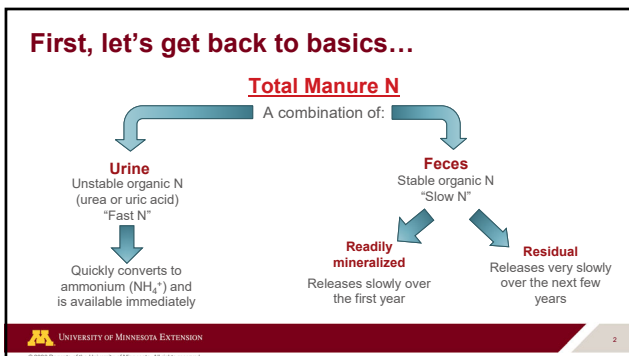 First, let's get back to basics…
Total Manure N
A combination of:
Urine
Unstable organic N
(urea or uric acid)
“Fast N”
Quickly converts to
ammonium (NH₄⁺) and
is available immediately
Feces
Stable organic N
“Slow N”
Readily
mineralized
Releases slowly over
the first year
Residual
Releases very slowly
over the next few
years
UNIVERSITY OF MINNESOTA EXTENSION
2